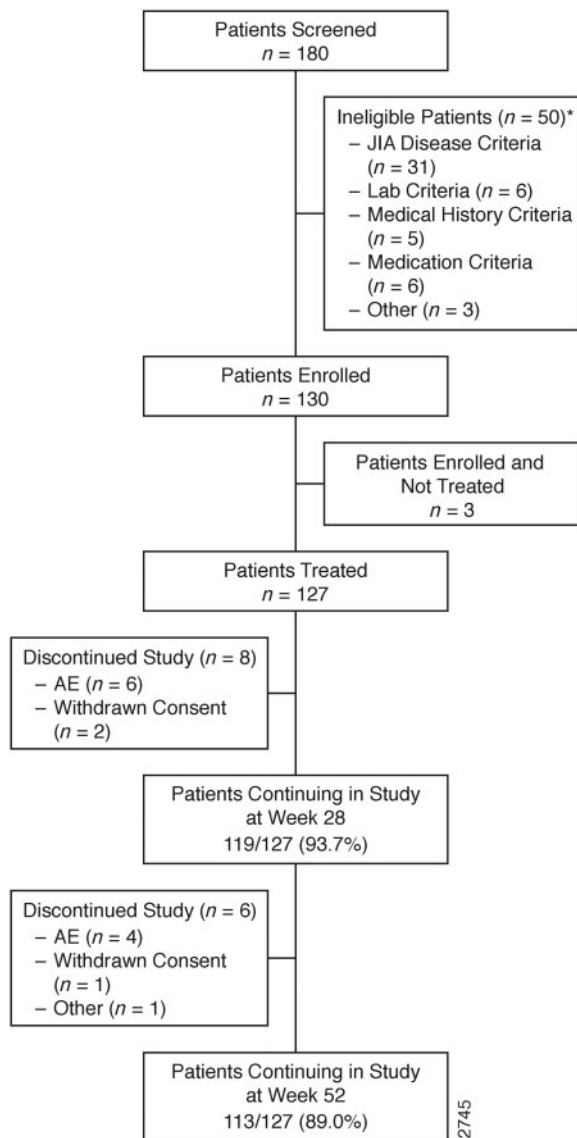 Patients Screened
n = 180
Ineligible Patients (n = 50)*
– JIA Disease Criteria
(n = 31)
– Lab Criteria (n = 6)
– Medical History Criteria
(n = 5)
– Medication Criteria
(n = 6)
– Other (n = 3)
Patients Enrolled
n = 130
Patients Enrolled and
Not Treated
n = 3
Patients Treated
n = 127
Discontinued Study (n = 8)
– AE (n = 6)
– Withdrawn Consent
(n = 2)
Patients Continuing in Study
at Week 28
119/127 (93.7%)
Discontinued Study (n = 6)
– AE (n = 4)
– Withdrawn Consent
(n = 1)
– Other (n = 1)
Patients Continuing in Study
at Week 52
113/127 (89.0%)
2745